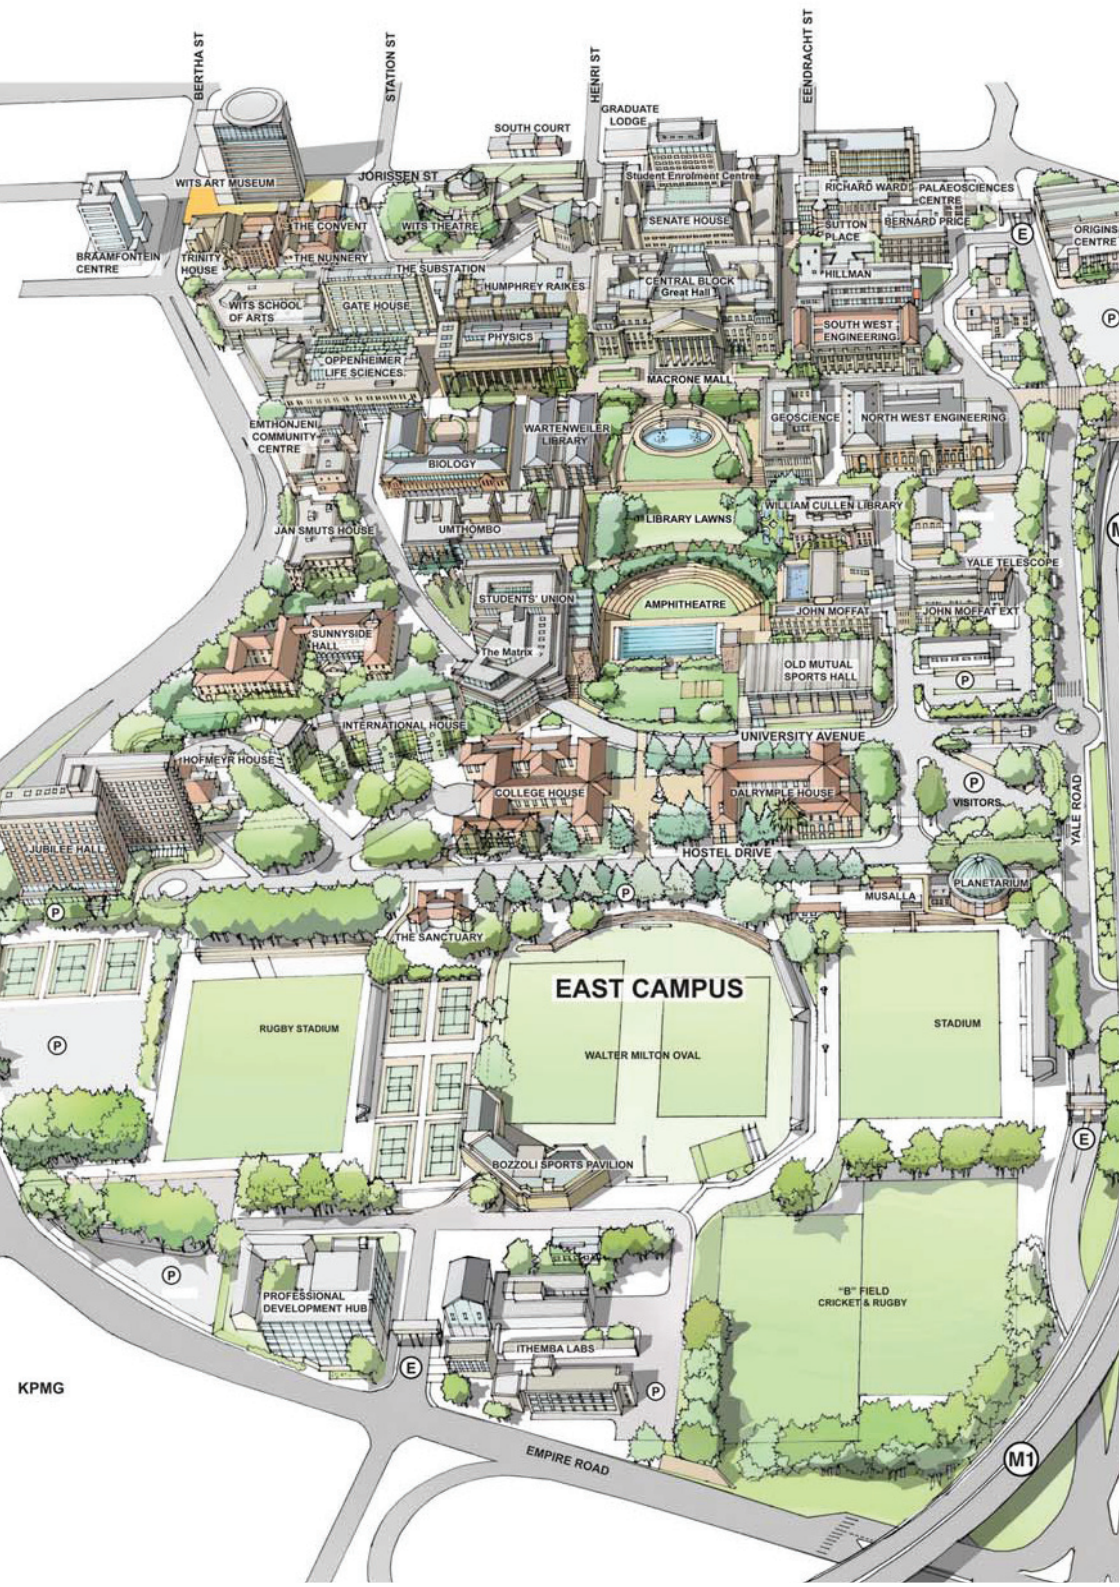 BERTHA ST
STATION ST
HENRI ST
EENDRACHT ST
GRADUATE
LODGE
SOUTH COURT
JORISSEN ST
Student Enrolment Centre
WITS ART MUSEUM
RICHARD WARD
PALAEOSCIENCES
CENTRE
BERNARD PRICE
SENATE HOUSE
SUTTON
PLACE
THE CONVENT
WITS THEATRE
E
ORIGINS
CENTRE
BRAAMFONTEIN
CENTRE
TRINITY
HOUSE
THE NUNNERY
THE SUBSTATION
HUMPHREY RAIKES
CENTRAL BLOCK
Great Hall
HILLMAN
WITS SCHOOL
OF ARTS
GATE HOUSE
P
PHYSICS
SOUTH WEST
ENGINEERING
OPPENHEIMER
LIFE SCIENCES
MACRONE MALL
EMTHONJENI
COMMUNITY
CENTRE
WARTENWEILER
LIBRARY
GEOSCIENCE
NORTH WEST ENGINEERING
BIOLOGY
JAN SMUTS HOUSE
UMTHOMBO
LIBRARY LAWNS
WILLIAM CULLEN LIBRARY
YALE TELESCOPE
STUDENTS' UNION
AMPHITHEATRE
JOHN MOFFAT
JOHN MOFFAT EXT
SUNNYSIDE
HALL
The Matrix
OLD MUTUAL
SPORTS HALL
P
INTERNATIONAL HOUSE
UNIVERSITY AVENUE
HOFMEYR HOUSE
COLLEGE HOUSE
DALRYMPLE HOUSE
P
VISITORS
YALE ROAD
JUBILEE HALL
HOSTEL DRIVE
P
P
MUSALLA
PLANETARIUM
THE SANCTUARY
EAST CAMPUS
RUGBY STADIUM
STADIUM
P
WALTER MILTON OVAL
E
BOZZOLI SPORTS PAVILION
P
PROFESSIONAL
DEVELOPMENT HUB
"B" FIELD
CRICKET & RUGBY
ITHEMBA LABS
E
P
KPMG
EMPIRE ROAD
M1